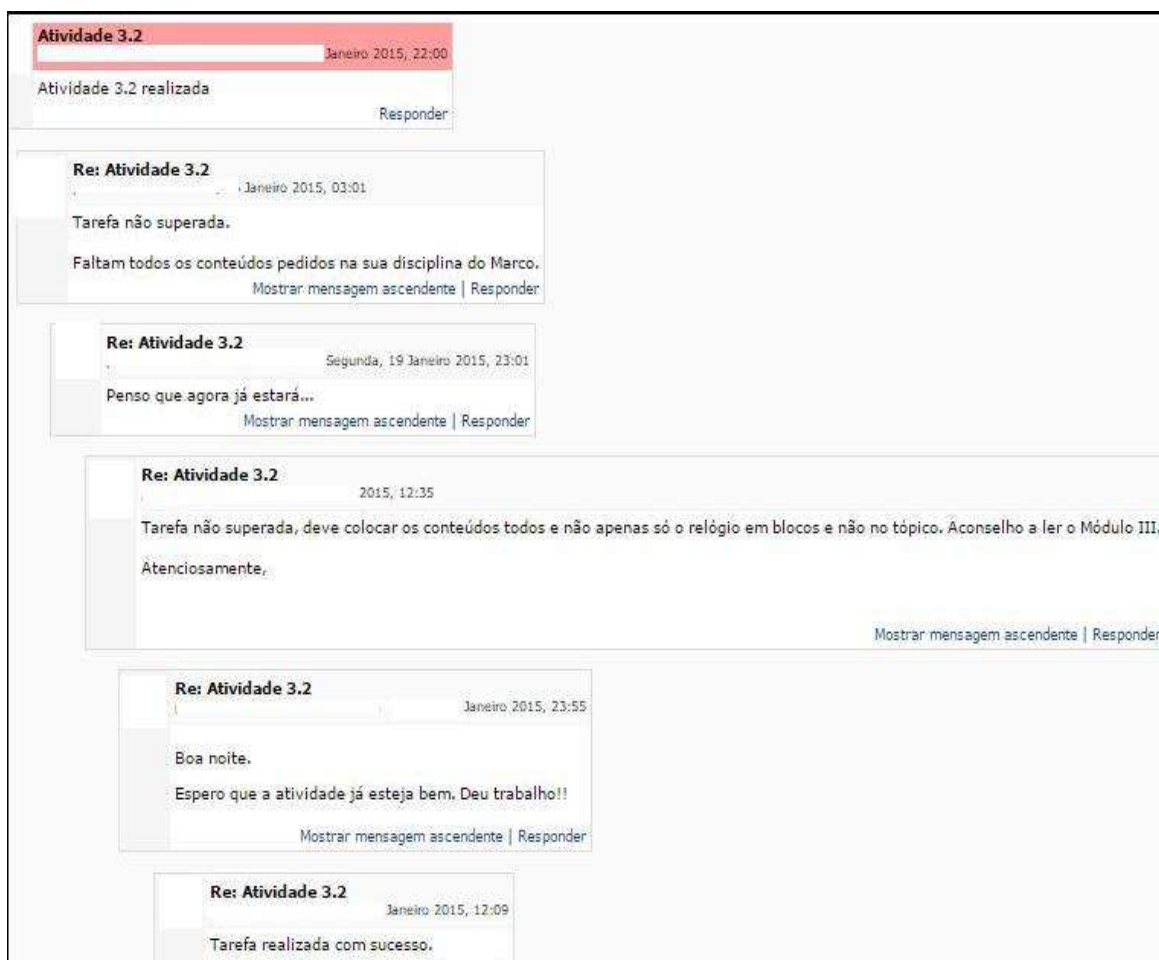 Atividade 3.2
Janeiro 2015, 22:00
Atividade 3.2 realizada
Responder
Re: Atividade 3.2
Janeiro 2015, 03:01
Tarefa não superada.
Faltam todos os conteúdos pedidos na sua disciplina do Marco.
Mostrar mensagem ascendente | Responder
Re: Atividade 3.2
Segunda, 19 Janeiro 2015, 23:01
Penso que agora já estará...
Mostrar mensagem ascendente | Responder
Re: Atividade 3.2
2015, 12:35
Tarefa não superada, deve colocar os conteúdos todos e não apenas só o relógio em blocos e não no tópico. Aconselho a ler o Módulo III.
Atenciosamente,
Mostrar mensagem ascendente | Responder
Re: Atividade 3.2
Janeiro 2015, 23:55
Boa noite.
Espero que a atividade já esteja bem. Deu trabalho!!
Mostrar mensagem ascendente | Responder
Re: Atividade 3.2
Janeiro 2015, 12:09
Tarefa realizada com sucesso.